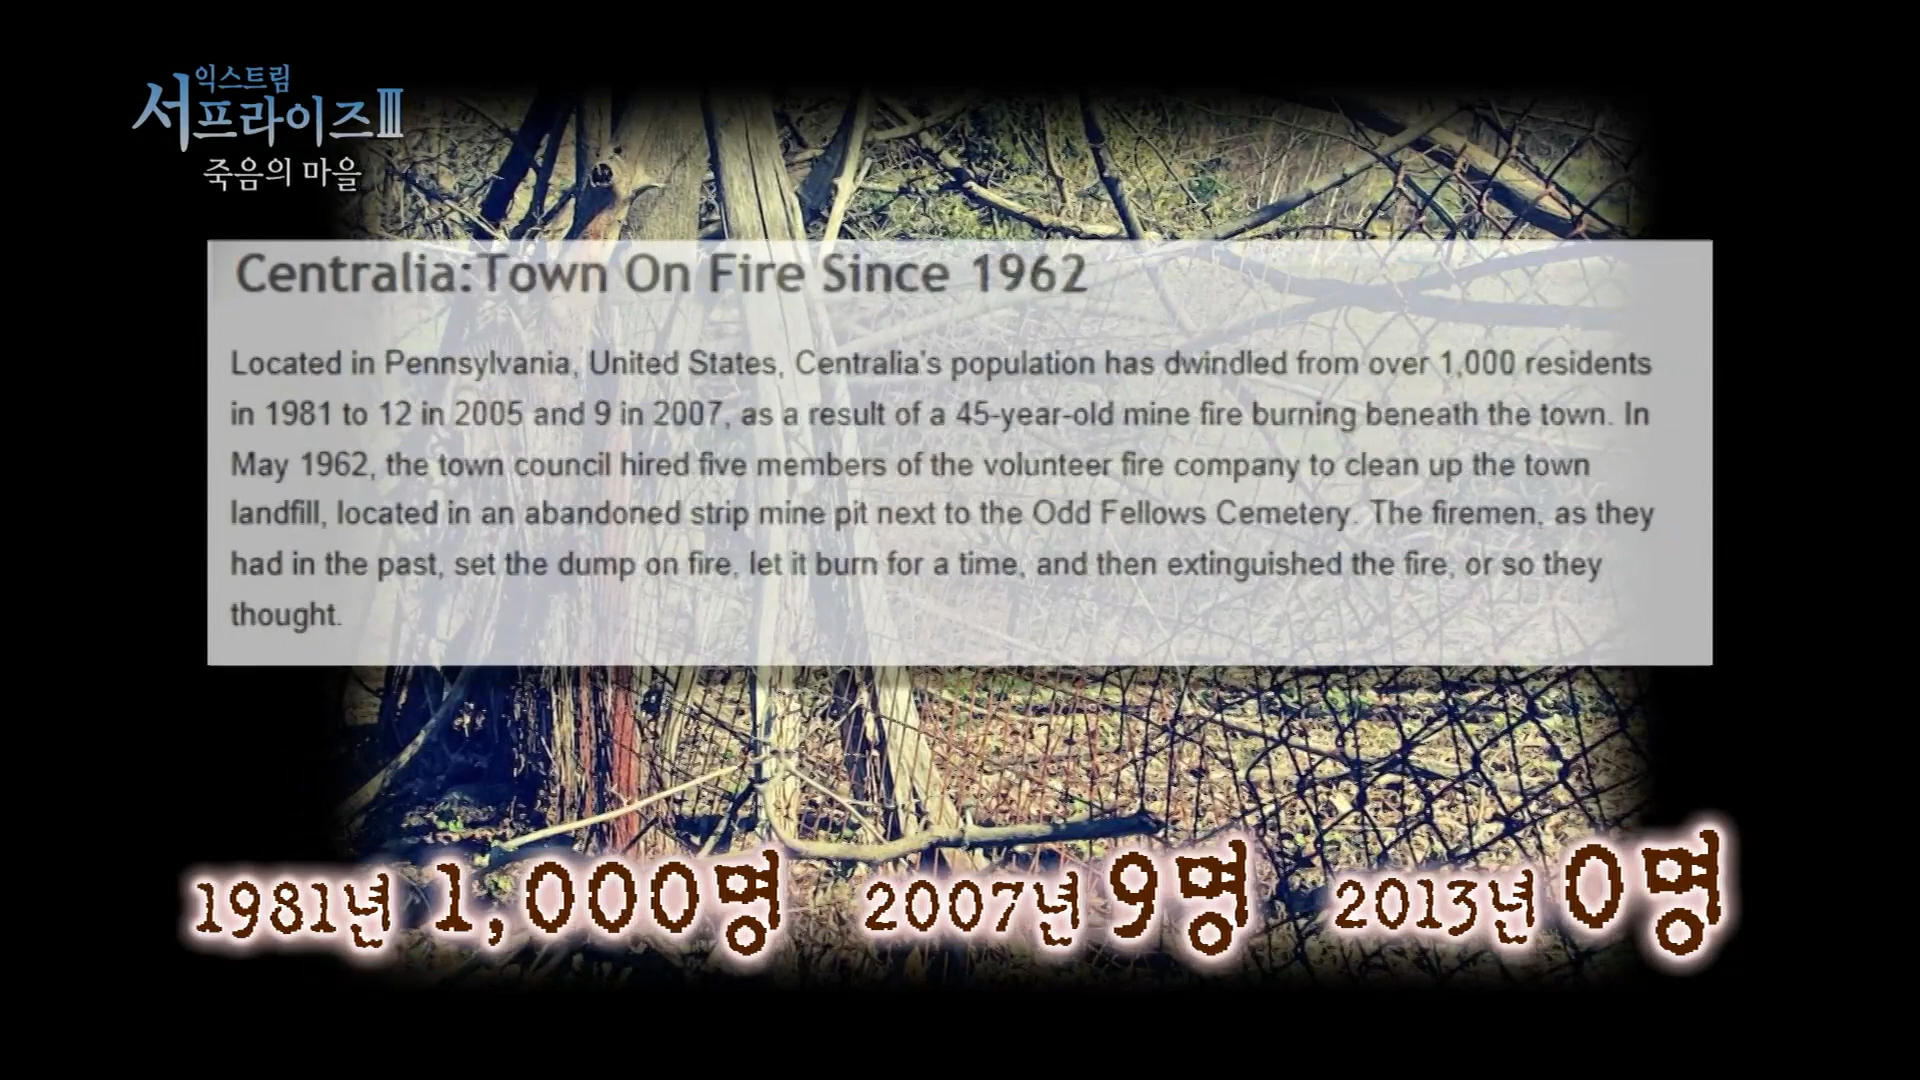 익스트림
서프라이즈Ⅲ
죽음의 마을
Centralia:Town On Fire Since 1962
Located in Pennsylvania, United States, Centralia's population has dwindled from over 1,000 residents
in 1981 to 12 in 2005 and 9 in 2007, as a result of a 45-year-old mine fire burning beneath the town. In
May 1962, the town council hired five members of the volunteer fire company to clean up the town
landfill, located in an abandoned strip mine pit next to the Odd Fellows Cemetery. The firemen, as they
had in the past, set the dump on fire, let it burn for a time, and then extinguished the fire, or so they
thought.
1981년 1,000명 2007년 9명 2013년 0명